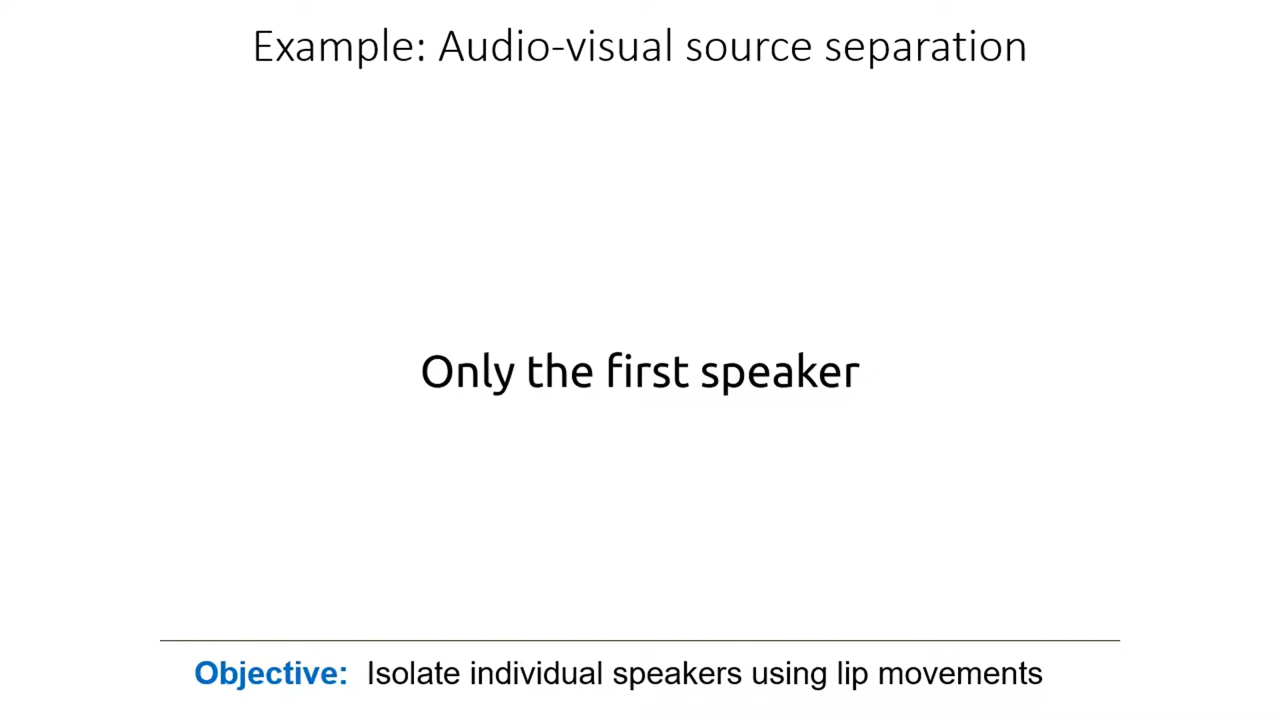 Example: Audio-visual source separation
Only the first speaker
Objective: Isolate individual speakers using lip movements